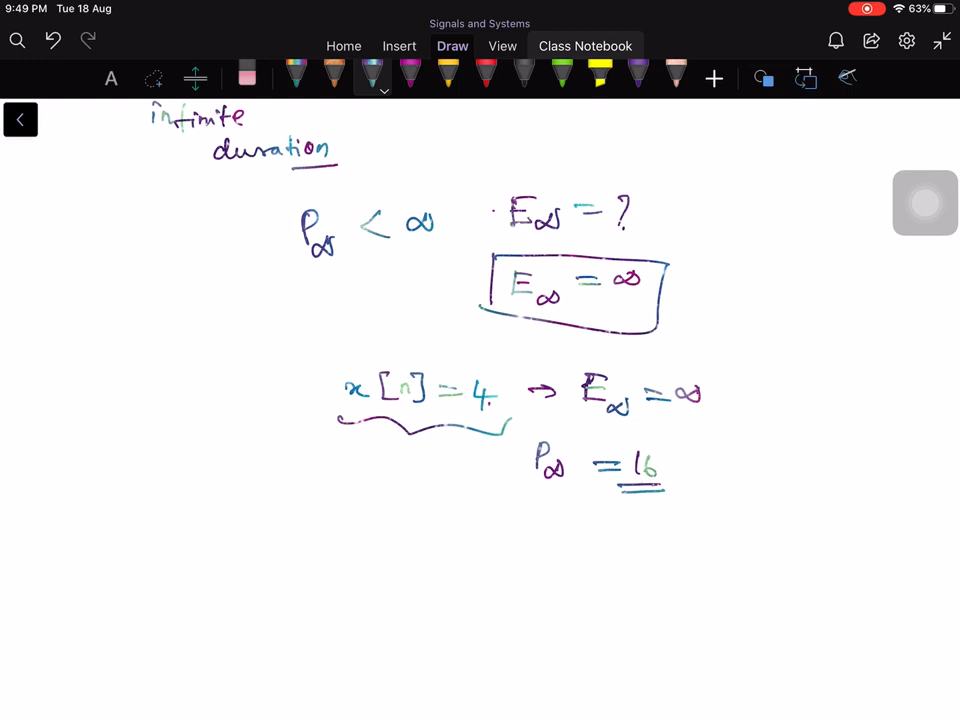 9:49 PM Tue 18 Aug 63%
Signals and Systems
Home Insert Draw View Class Notebook
A
infinite
duration
P∞ < ∞ E∞ = ?
E∞ = ∞
x[n] = 4 → E∞ = ∞
P∞ = 16